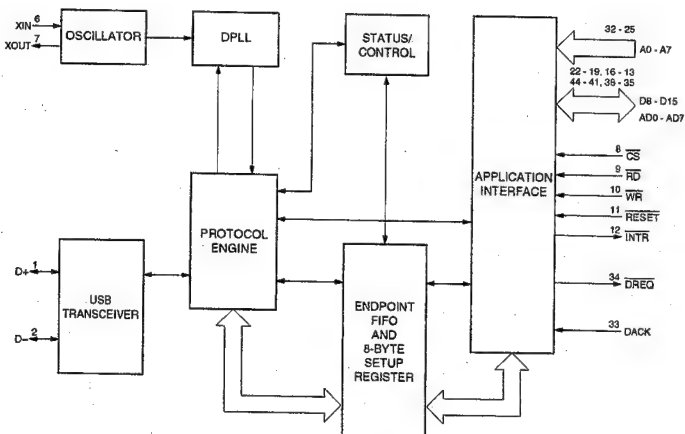 XIN 6
XOUT 7
OSCILLATOR
DPLL
STATUS/
CONTROL
32 - 25
A0 - A7
22 - 19, 16 - 13
44 - 41, 38 - 35
D8 - D15
AD0 - AD7
8 CS
9 RD
10 WR
11 RESET
12 INTR
34 DREQ
33 DACK
APPLICATION
INTERFACE
PROTOCOL
ENGINE
D+ 1
D– 2
USB
TRANSCEIVER
ENDPOINT
FIFO
AND
8-BYTE
SETUP
REGISTER